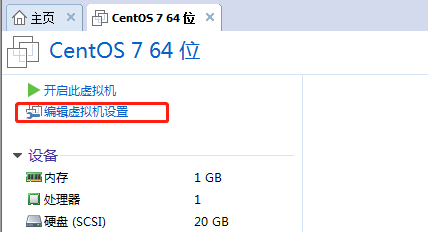 主页 CentOS 7 64 位
CentOS 7 64 位
开启此虚拟机
编辑虚拟机设置
设备
内存 1 GB
处理器 1
硬盘 (SCSI) 20 GB